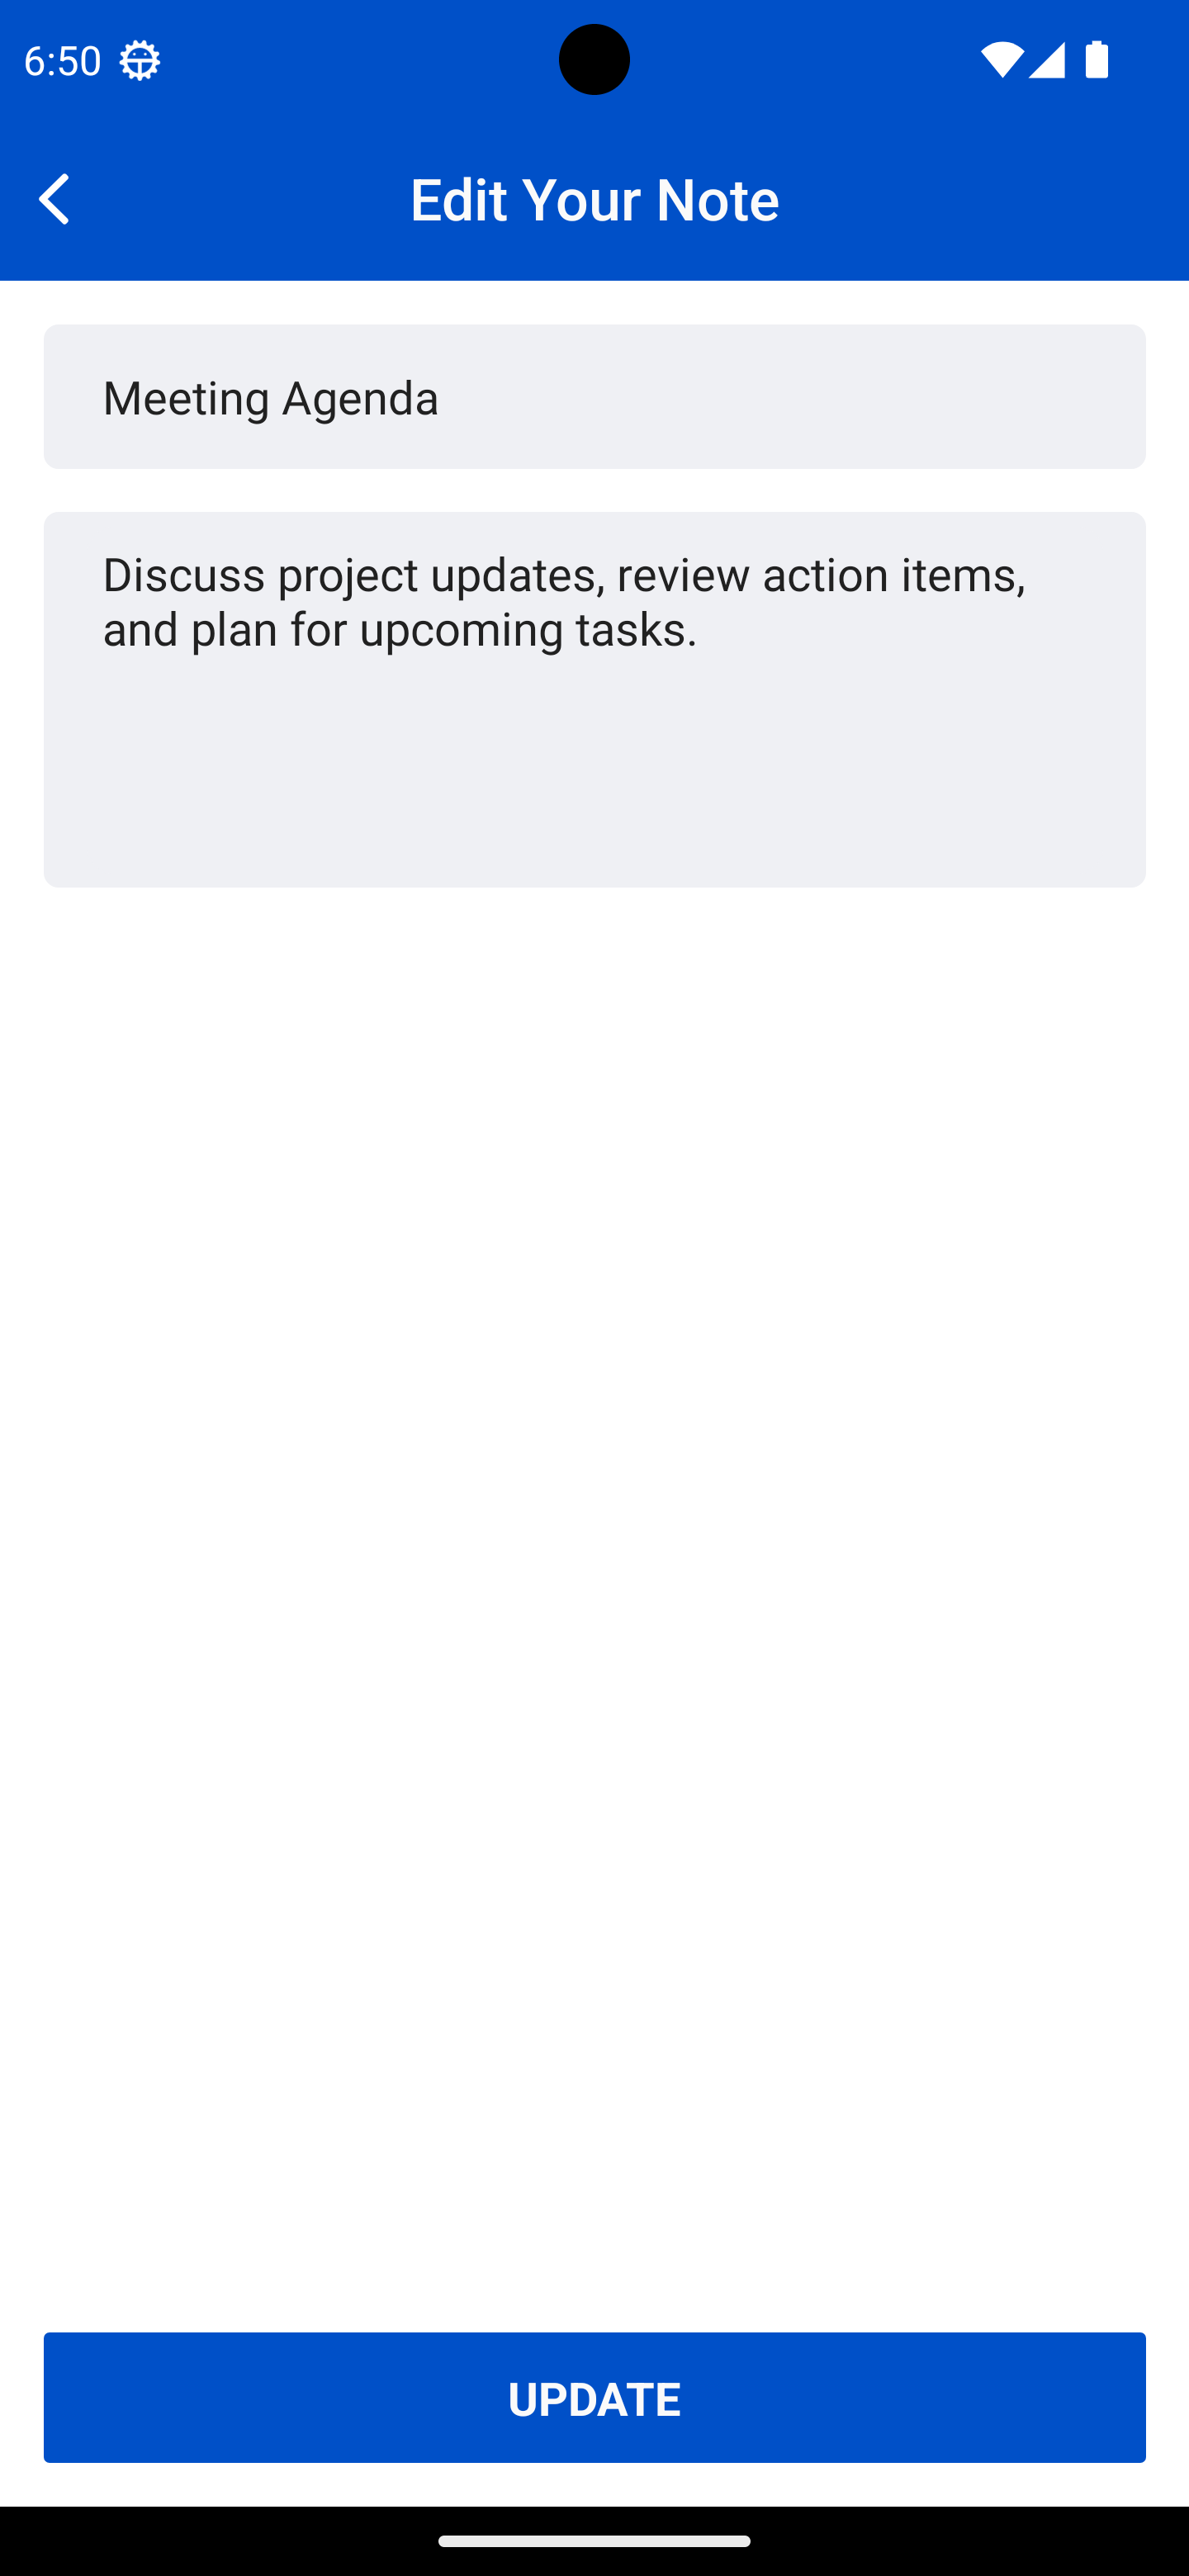 6:50
Edit Your Note
Meeting Agenda
Discuss project updates, review action items,
and plan for upcoming tasks.
UPDATE